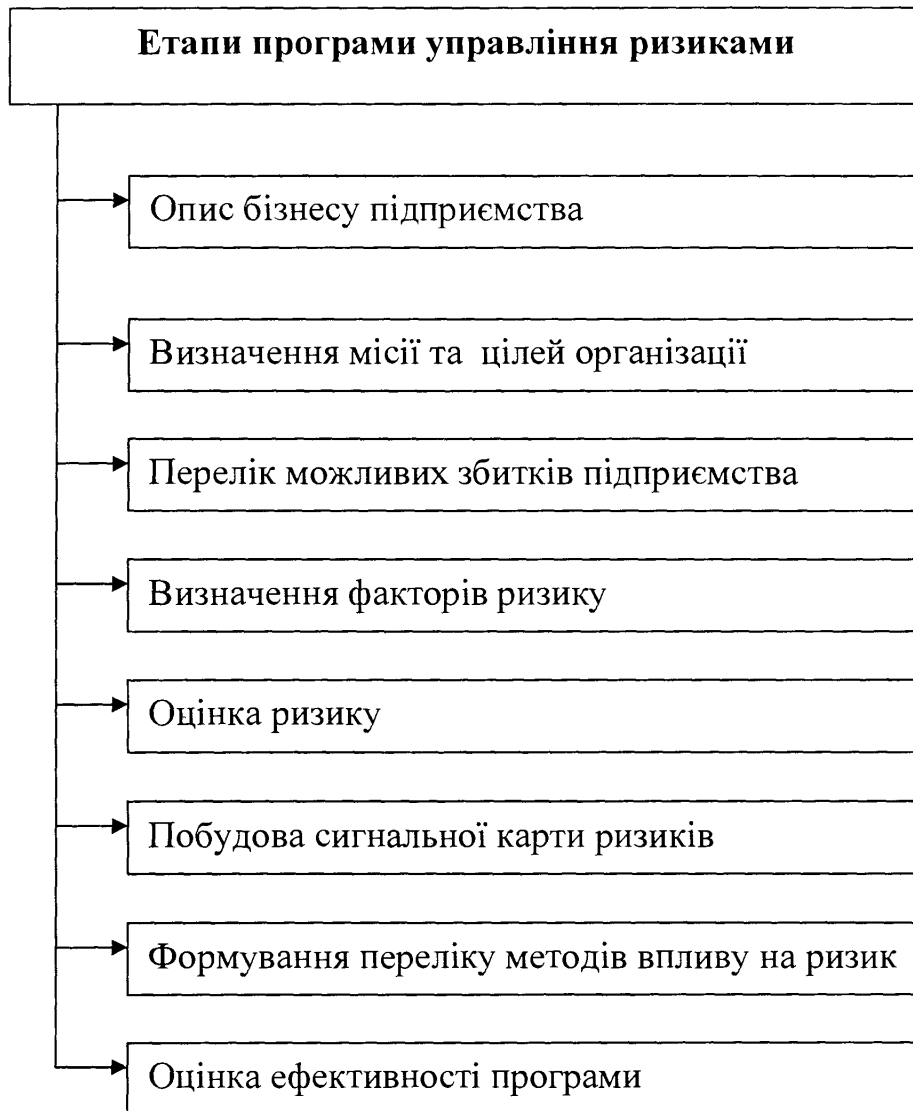 Етапи програми управління ризиками
Опис бізнесу підприємства
Визначення місії та цілей організації
Перелік можливих збитків підприємства
Визначення факторів ризику
Оцінка ризику
Побудова сигнальної карти ризиків
Формування переліку методів впливу на ризик
Оцінка ефективності програми